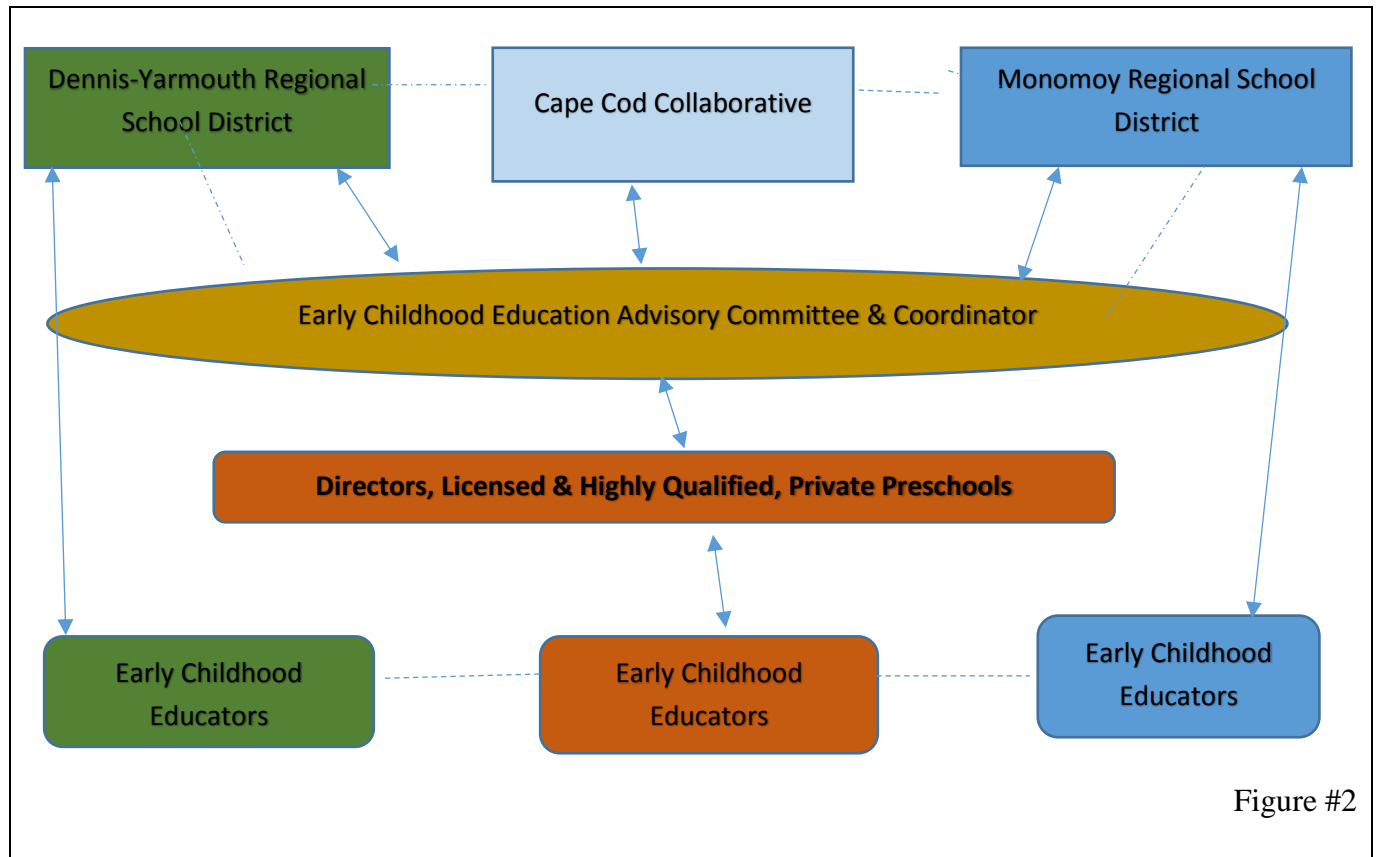 Dennis-Yarmouth Regional
School District
Cape Cod Collaborative
Monomoy Regional School
District
Early Childhood Education Advisory Committee & Coordinator
Directors, Licensed & Highly Qualified, Private Preschools
Early Childhood
Educators
Early Childhood
Educators
Early Childhood
Educators
Figure #2